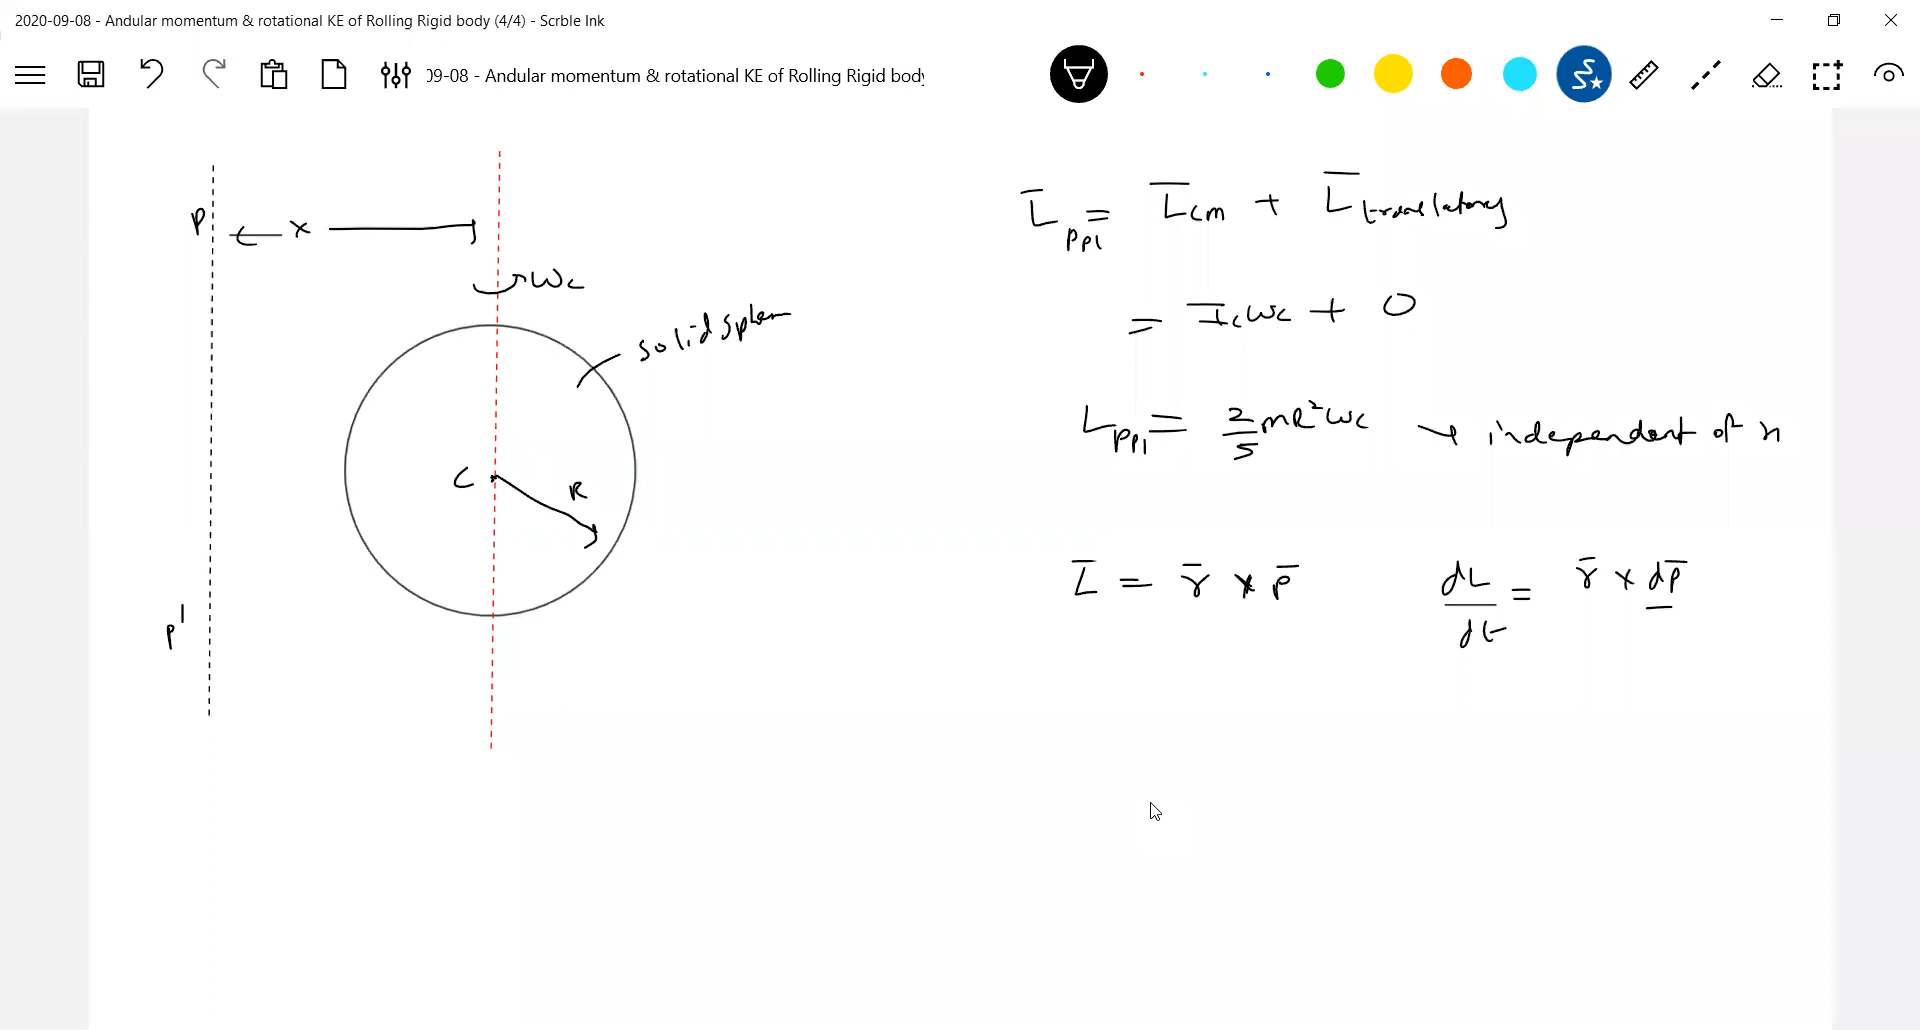 2020-09-08 - Andular momentum & rotational KE of Rolling Rigid body (4/4) - Scrble Ink
09-08 - Andular momentum & rotational KE of Rolling Rigid body
P
x
ωc
solid sphere
C
R
P'
L̄PP' = L̄cm + L̄translatory
= Icωc + 0
LPP' = 2/5 mR²ωc → independent of x
L̄ = r̄ × p̄
dL/dt = r̄ × dp̄